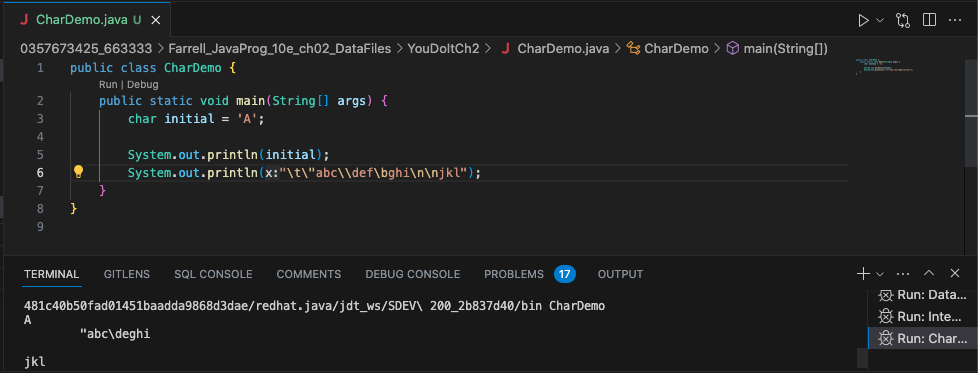 J CharDemo.java U ×
0357673425_663333 > Farrell_JavaProg_10e_ch02_DataFiles > YouDoItCh2 > J CharDemo.java > CharDemo > main(String[])
1 public class CharDemo {
Run | Debug
2 public static void main(String[] args) {
3 char initial = 'A';
4
5 System.out.println(initial);
6 System.out.println(x:"\t\"abc\\def\bghi\n\njkl");
7 }
8 }
9
TERMINAL GITLENS SQL CONSOLE COMMENTS DEBUG CONSOLE PROBLEMS 17 OUTPUT
481c40b50fad01451baadda9868d3dae/redhat.java/jdt_ws/SDEV\ 200_2b837d40/bin CharDemo
A
"abc\deghi
jkl
Run: Data...
Run: Inte...
Run: Char...